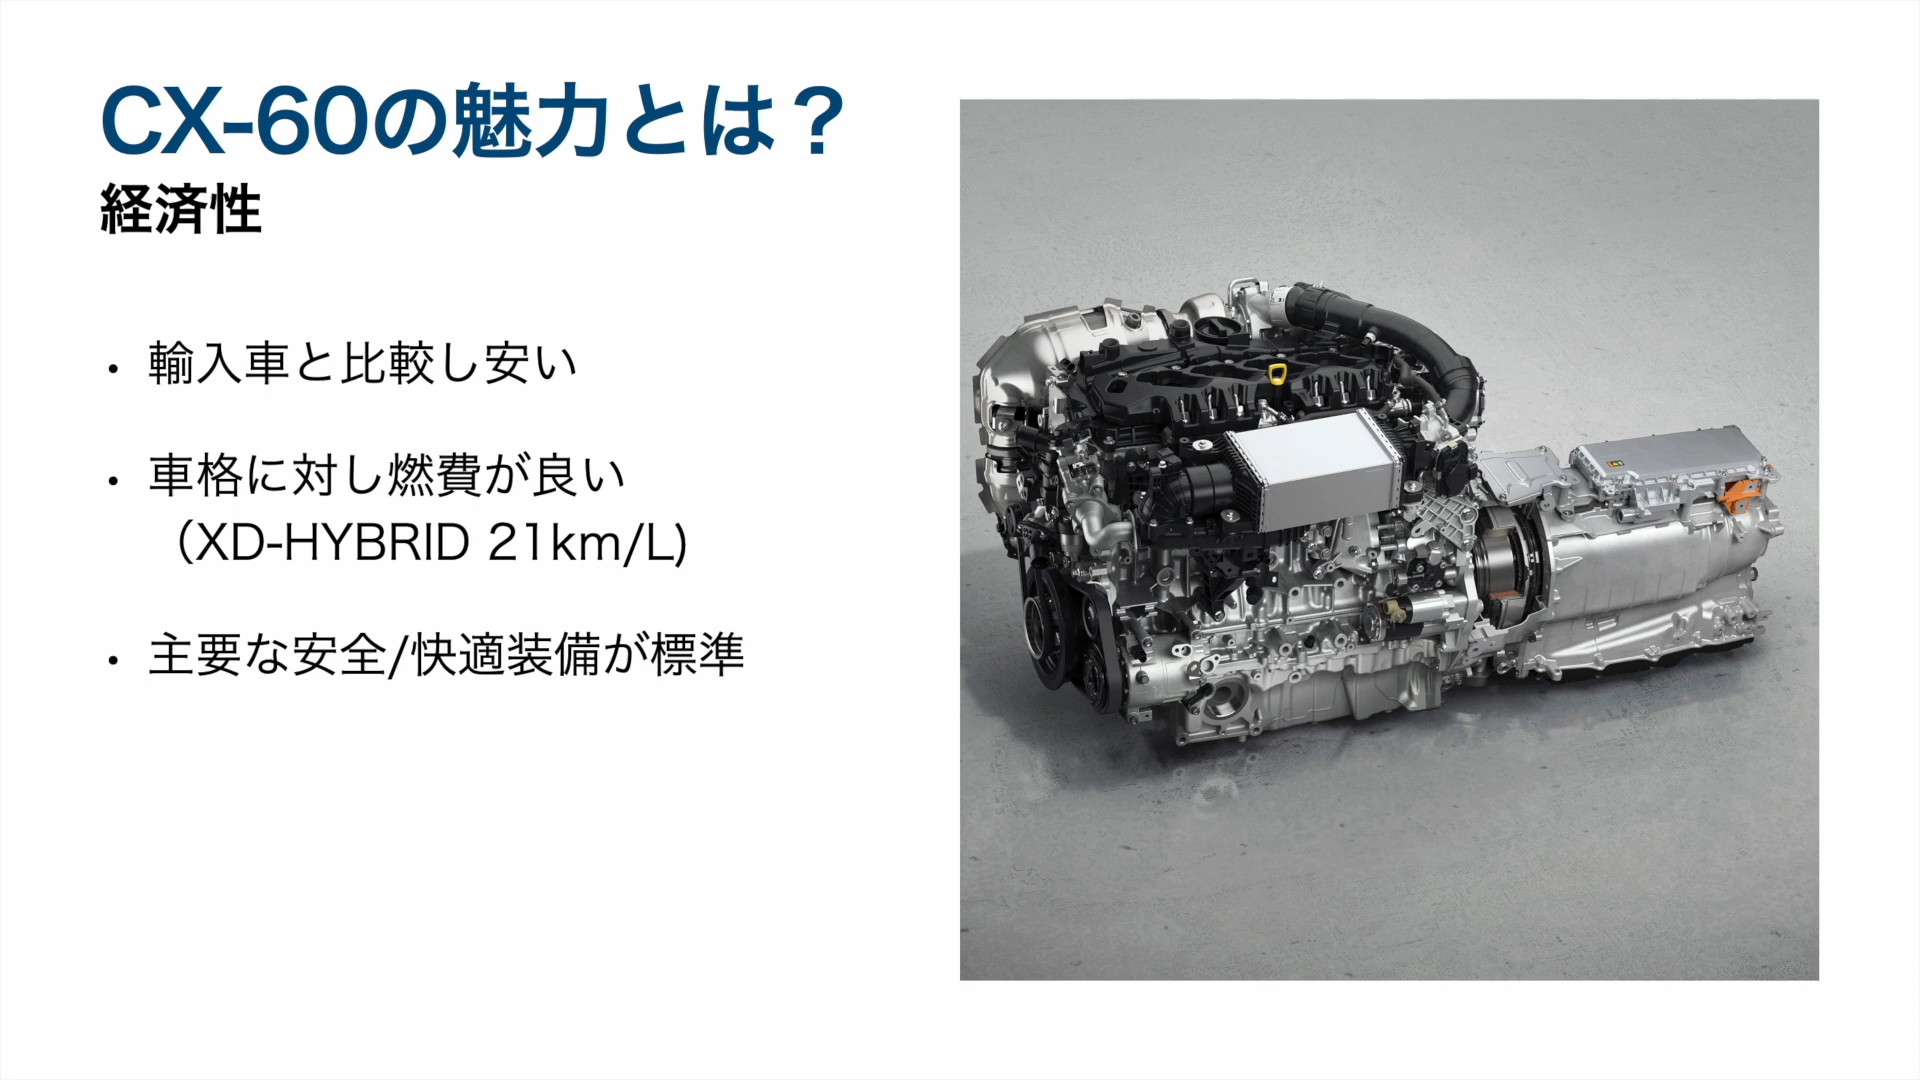 CX-60の魅力とは？
経済性
• 輸入車と比較し安い
• 車格に対し燃費が良い
（XD-HYBRID 21km/L)
• 主要な安全/快適装備が標準